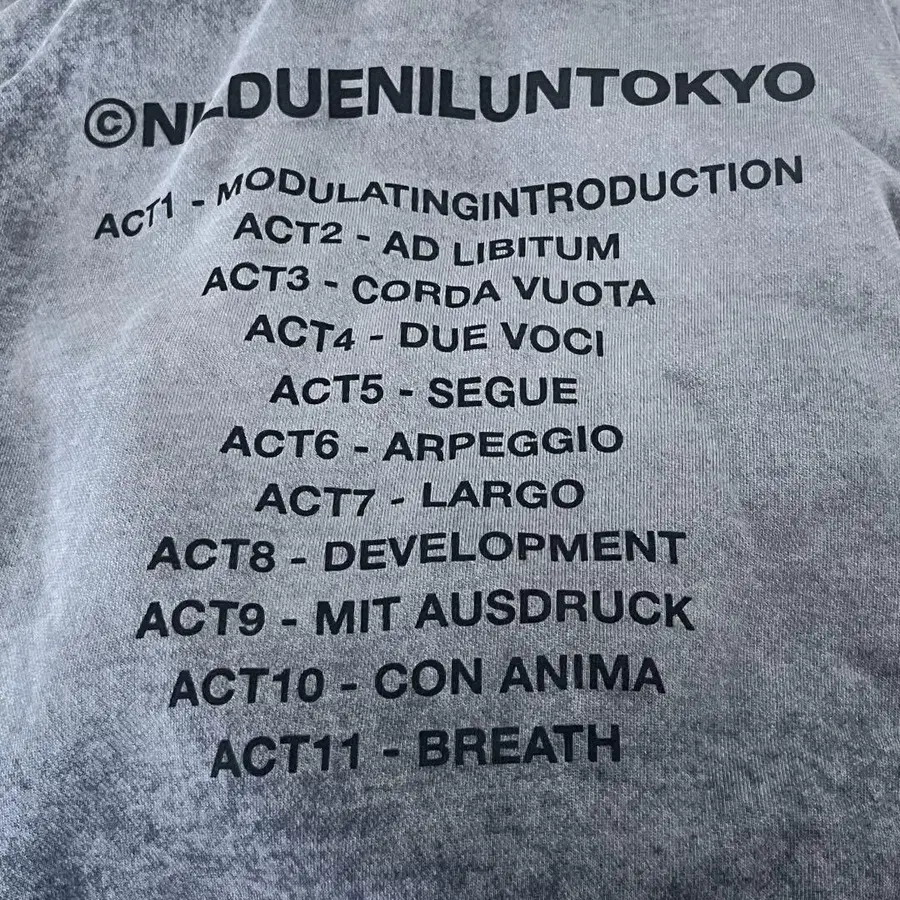 ©NILDUENILUNTOKYO
ACT1 - MODULATINGINTRODUCTION
ACT2 - AD LIBITUM
ACT3 - CORDA VUOTA
ACT4 - DUE VOCI
ACT5 - SEGUE
ACT6 - ARPEGGIO
ACT7 - LARGO
ACT8 - DEVELOPMENT
ACT9 - MIT AUSDRUCK
ACT10 - CON ANIMA
ACT11 - BREATH